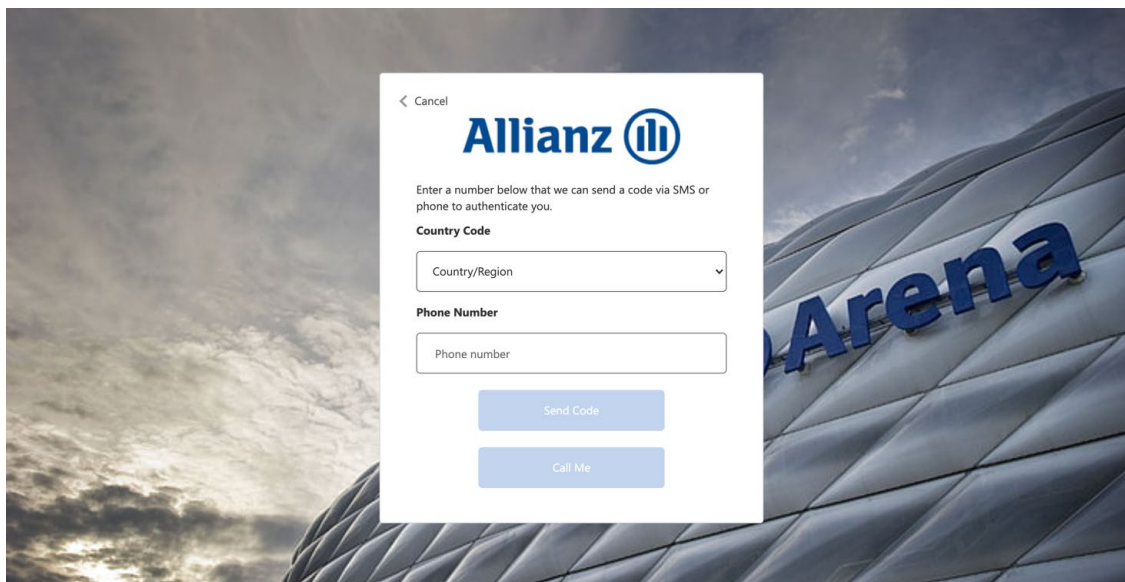 Cancel
Allianz
Enter a number below that we can send a code via SMS or
phone to authenticate you.
Country Code
Country/Region
Phone Number
Phone number
Send Code
Call Me
Arena